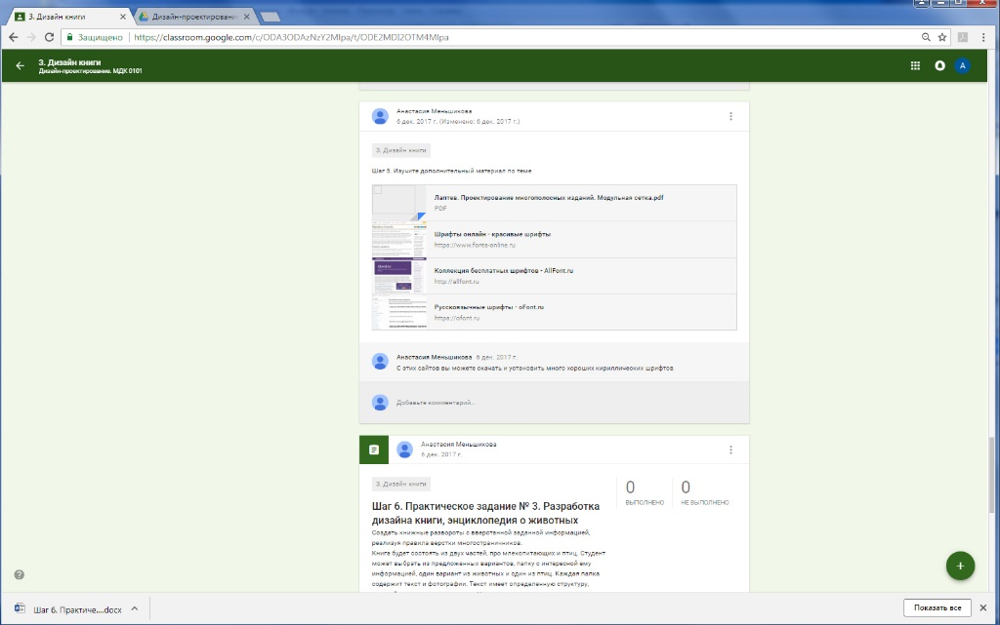 3. Дизайн книги
Дизайн-проектировани
Защищено
https://classroom.google.com/c/ODA3ODAzNzY2Mlpa/t/ODE2MDI2OTM4Mlpa
3. Дизайн книги
Дизайн-проектирование. МДК 0101
А
Анастасия Меньшикова
6 дек. 2017 г. (Изменено: 6 дек. 2017 г.)
3. Дизайн книги
Шаг 5. Изучите дополнительный материал по теме
Лаптев. Проектирование многополосных изданий. Модульная сетка.pdf
PDF
Шрифты онлайн - красивые шрифты
https://www.fonts-online.ru
Коллекция бесплатных шрифтов - AllFont.ru
http://allfont.ru
Русскоязычные шрифты - oFont.ru
https://ofont.ru
Анастасия Меньшикова 6 дек. 2017 г.
С этих сайтов вы можете скачать и установить много хороших кириллических шрифтов
Добавьте комментарий...
Анастасия Меньшикова
6 дек. 2017 г.
3. Дизайн книги
0
ВЫПОЛНЕНО
0
НЕ ВЫПОЛНЕНО
Шаг 6. Практическое задание № 3. Разработка
дизайна книги, энциклопедия о животных
Создать книжные развороты с вверстанной заданной информацией,
реализуя правила верстки многостраничников.
Книга будет состоять из двух частей, про млекопитающих и птиц. Студент
может выбрать из предложенных вариантов, папку с интересной ему
информацией, один вариант из животных и один из птиц. Каждая папка
содержит текст и фотографии. Текст имеет определенную структуру,
Шаг 6. Практиче....docx
Показать все